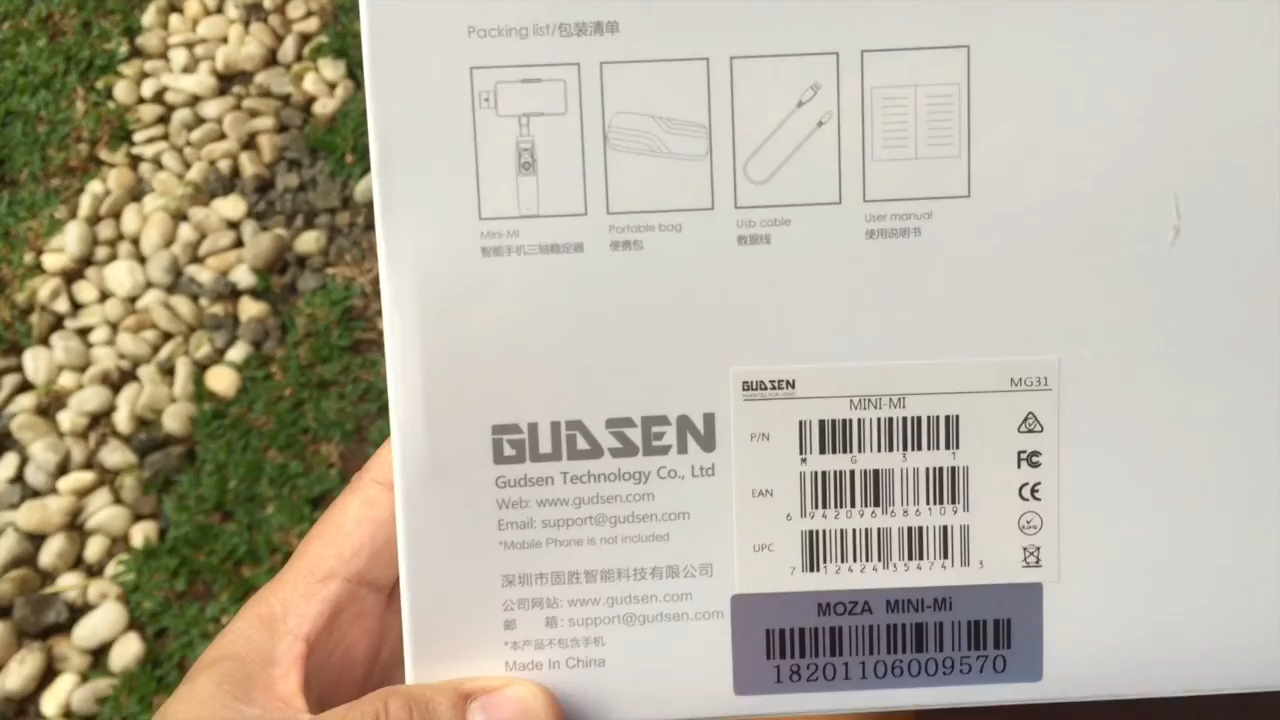 Packing list/包装清单
Mini-MI
智能手机三轴稳定器
Portable bag
便携包
Usb cable
数据线
User manual
使用说明书
GUDSEN
Gudsen Technology Co., Ltd
Web: www.gudsen.com
Email: support@gudsen.com
*Mobile Phone is not included
深圳市固胜智能科技有限公司
公司网站: www.gudsen.com
邮 箱: support@gudsen.com
*本产品不包含手机
Made In China
GUDSEN
MG31
MINI-MI
P/N
M G 3 1
EAN
6 942096 686109
UPC
7 12424 35474 3
FC
CE
MOZA MINI-Mi
18201106009570